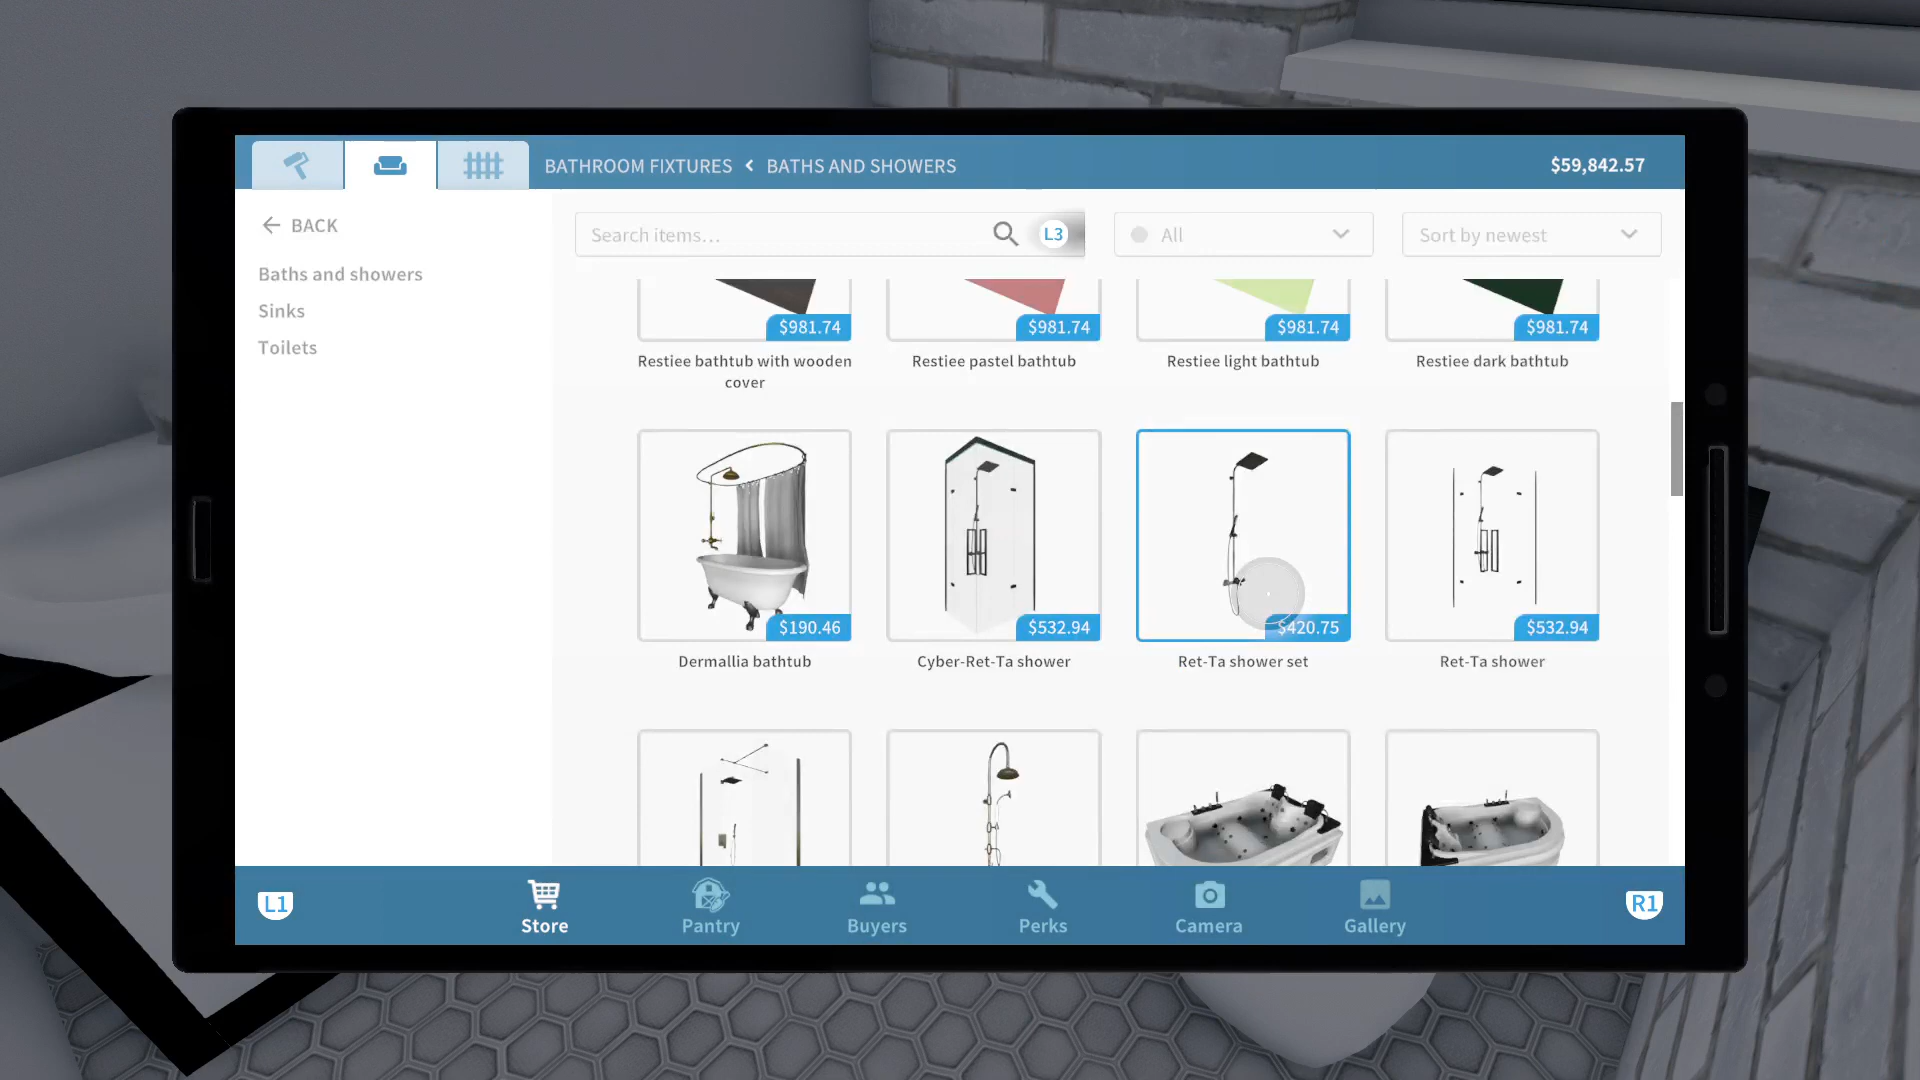 BATHROOM FIXTURES < BATHS AND SHOWERS
$59,842.57
BACK
Baths and showers
Sinks
Toilets
Search items...
L3
All
Sort by newest
$981.74
$981.74
$981.74
$981.74
Restiee bathtub with wooden
cover
Restiee pastel bathtub
Restiee light bathtub
Restiee dark bathtub
$190.46
$532.94
$420.75
$532.94
Dermallia bathtub
Cyber-Ret-Ta shower
Ret-Ta shower set
Ret-Ta shower
L1
Store
Pantry
Buyers
Perks
Camera
Gallery
R1